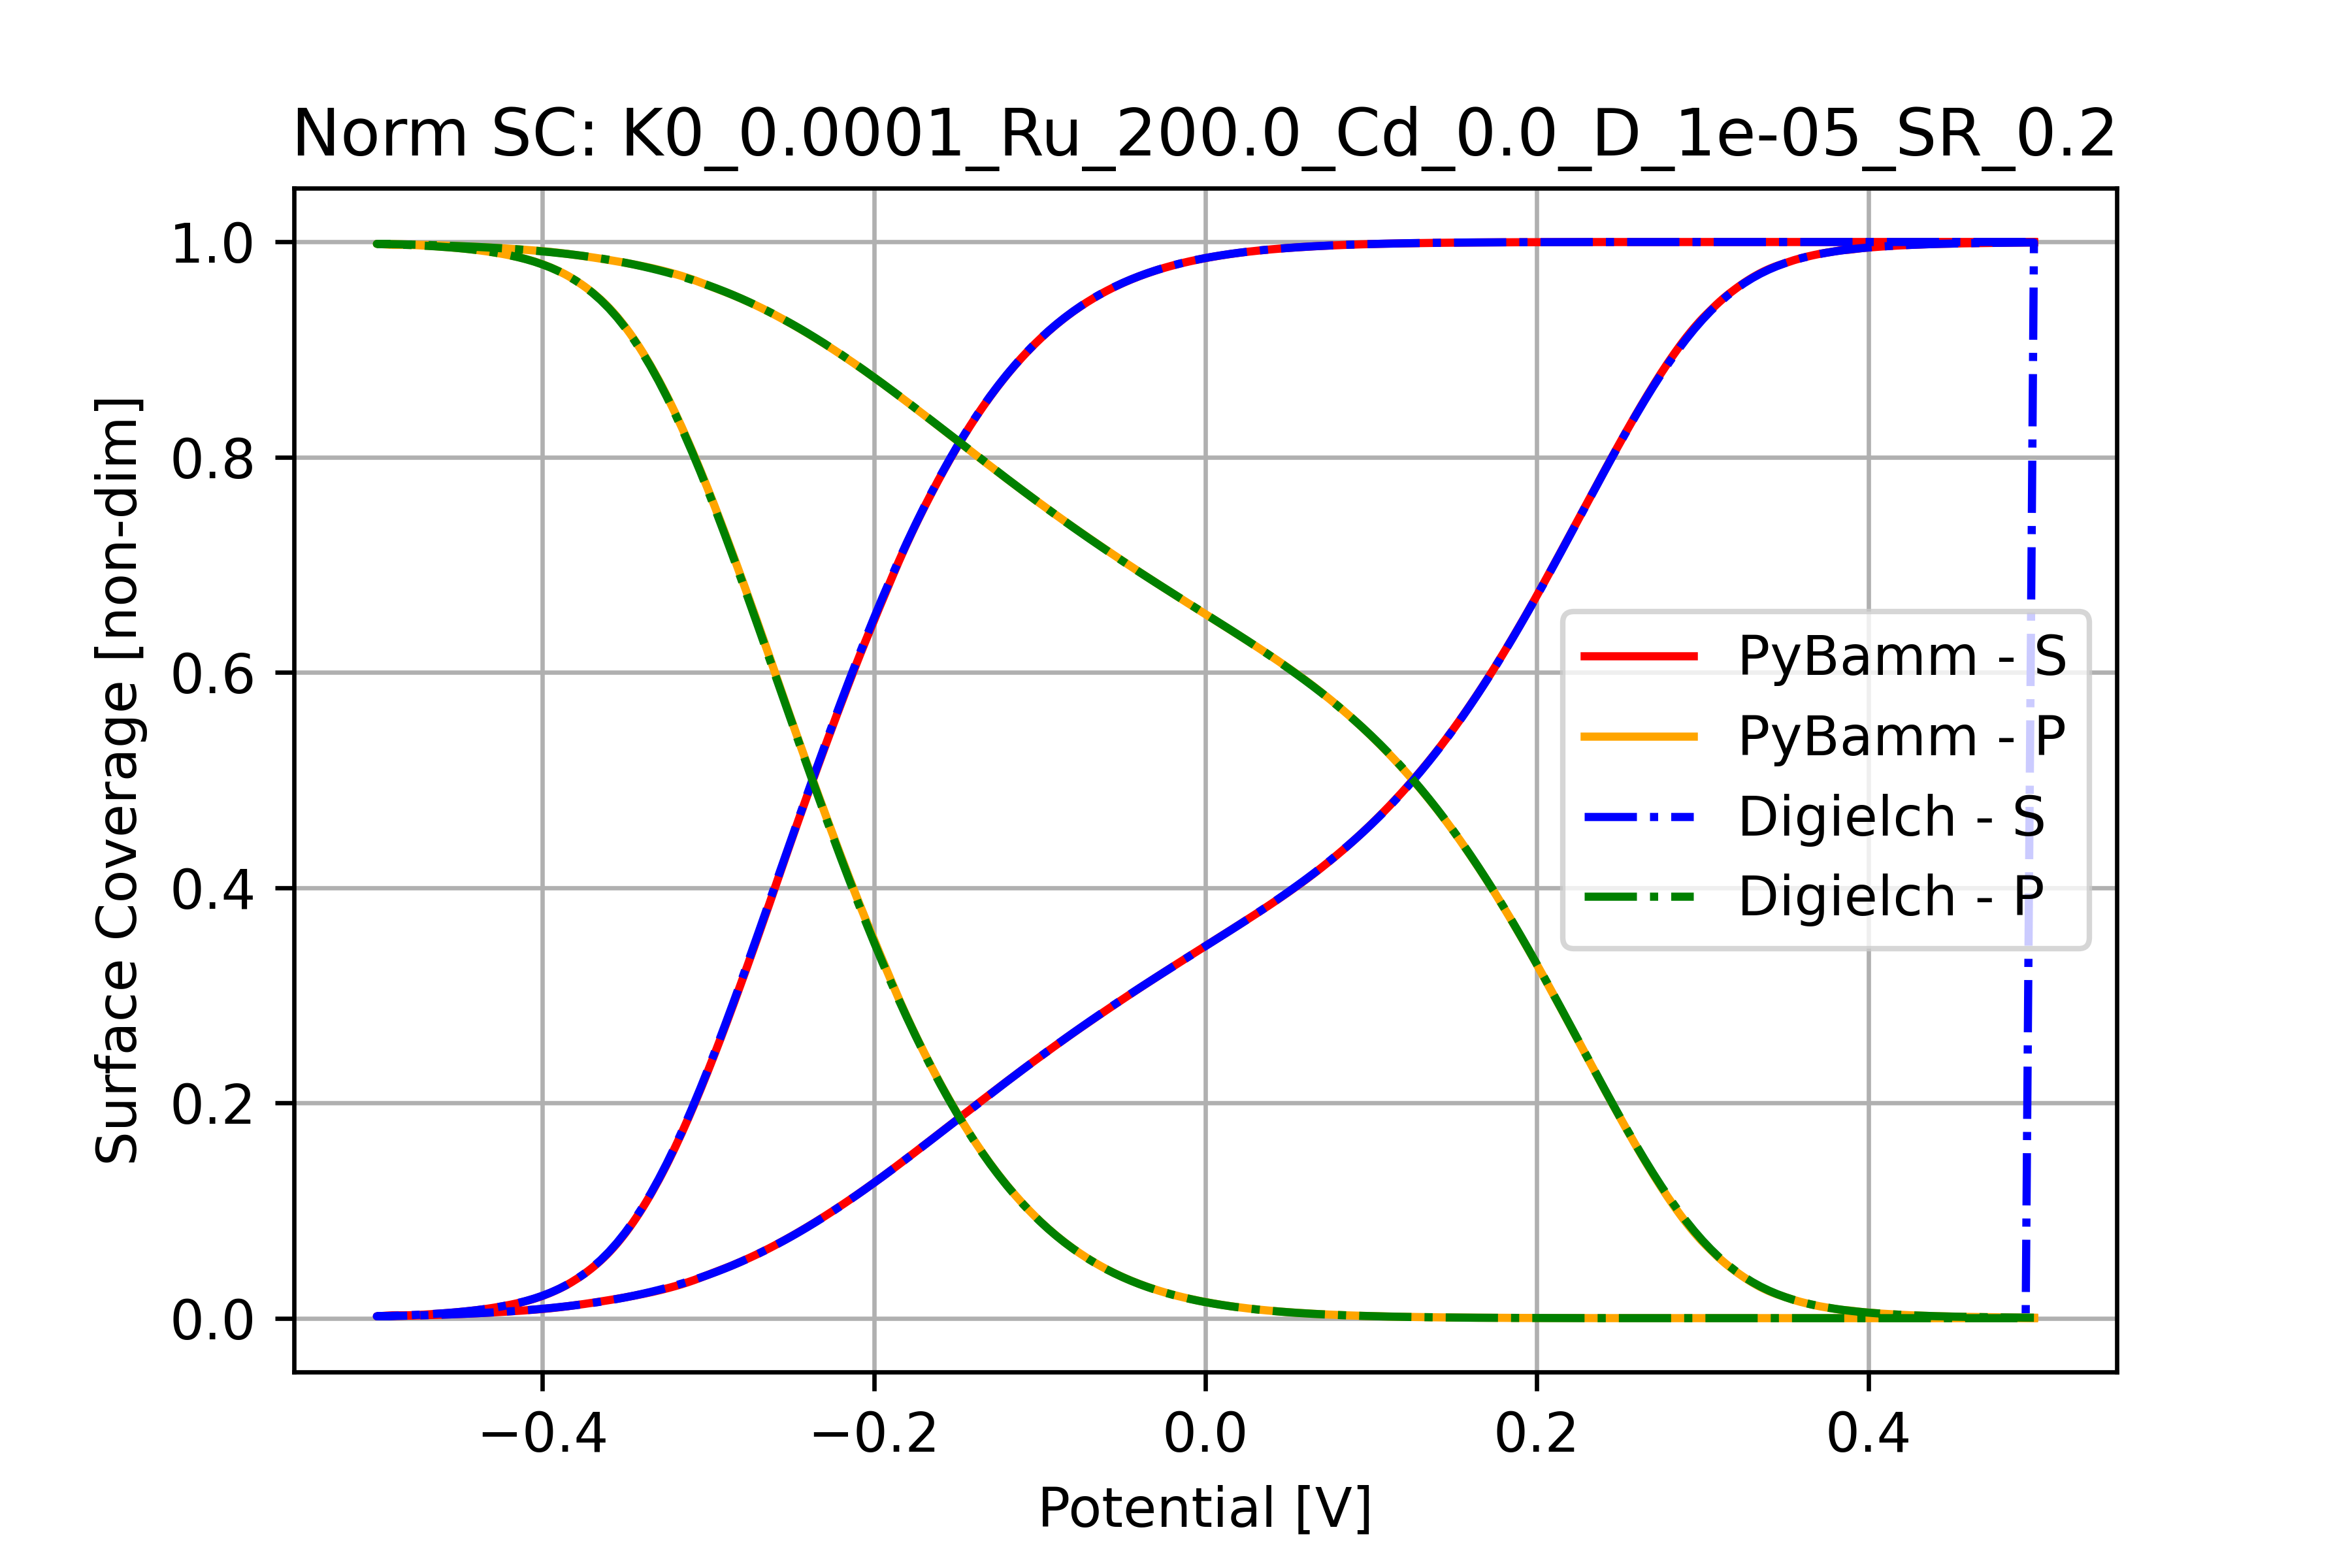 Norm SC: K0_0.0001_Ru_200.0_Cd_0.0_D_1e-05_SR_0.2
Surface Coverage [non-dim]
1.0
0.8
0.6
0.4
0.2
0.0
PyBamm - S
PyBamm - P
Digielch - S
Digielch - P
−0.4 −0.2 0.0 0.2 0.4
Potential [V]